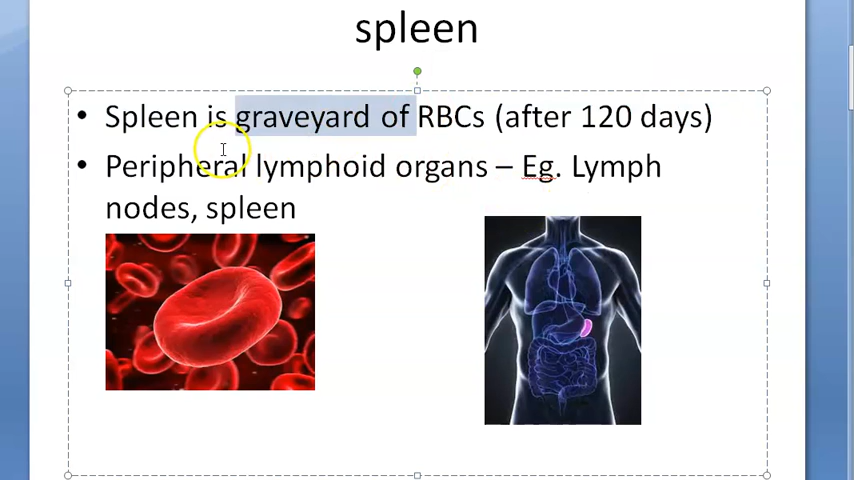 spleen
• Spleen is graveyard of RBCs (after 120 days)
• Peripheral lymphoid organs – Eg. Lymph
nodes, spleen